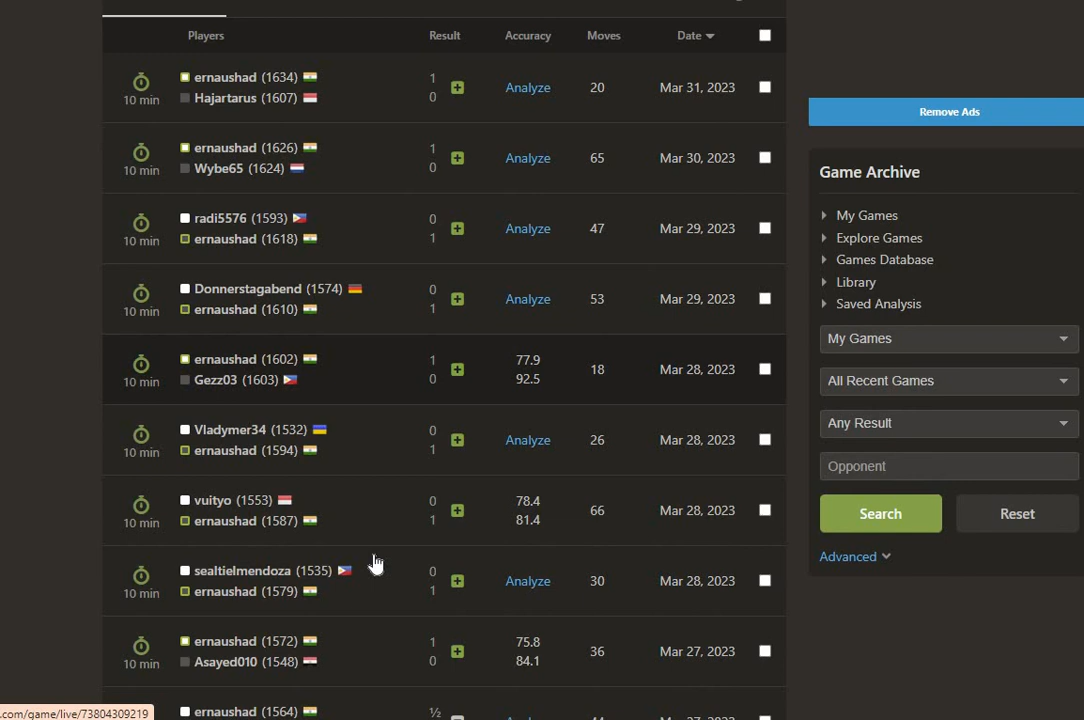 Players Result Accuracy Moves Date
10 min ernaushad (1634) 1 Analyze 20 Mar 31, 2023
Hajartarus (1607) 0
10 min ernaushad (1626) 1 Analyze 65 Mar 30, 2023
Wybe65 (1624) 0
10 min radi5576 (1593) 0 Analyze 47 Mar 29, 2023
ernaushad (1618) 1
10 min Donnerstagabend (1574) 0 Analyze 53 Mar 29, 2023
ernaushad (1610) 1
10 min ernaushad (1602) 1 77.9 18 Mar 28, 2023
Gezz03 (1603) 0 92.5
10 min Vladymer34 (1532) 0 Analyze 26 Mar 28, 2023
ernaushad (1594) 1
10 min vuityo (1553) 0 78.4 66 Mar 28, 2023
ernaushad (1587) 1 81.4
10 min sealtielmendoza (1535) 0 Analyze 30 Mar 28, 2023
ernaushad (1579) 1
10 min ernaushad (1572) 1 75.8 36 Mar 27, 2023
Asayed010 (1548) 0 84.1
ernaushad (1564) ½
.com/game/live/73804309219
Remove Ads
Game Archive
My Games
Explore Games
Games Database
Library
Saved Analysis
My Games
All Recent Games
Any Result
Opponent
Search Reset
Advanced